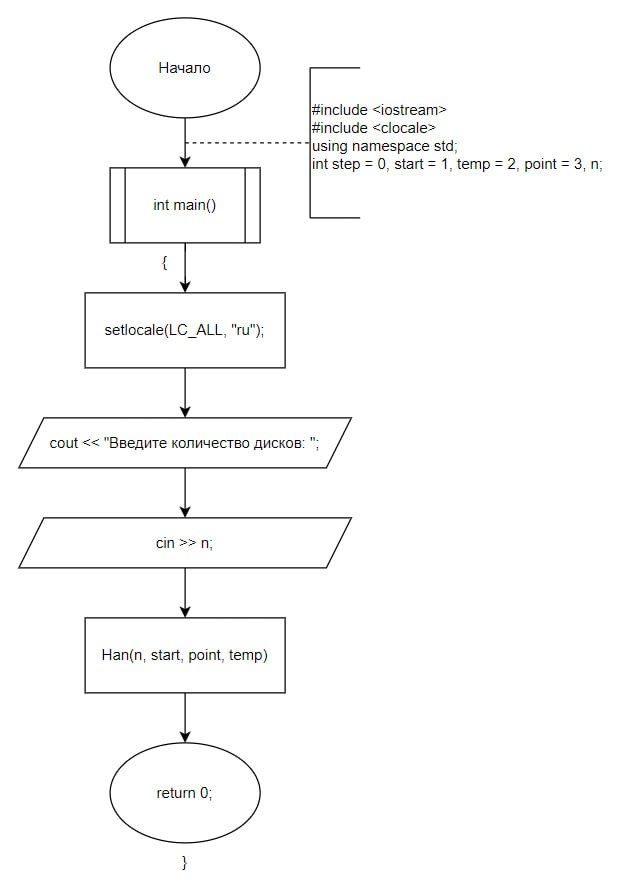 Начало
#include <iostream>
#include <clocale>
using namespace std;
int step = 0, start = 1, temp = 2, point = 3, n;
int main()
{
setlocale(LC_ALL, "ru");
cout << "Введите количество дисков: ";
cin >> n;
Han(n, start, point, temp)
return 0;
}